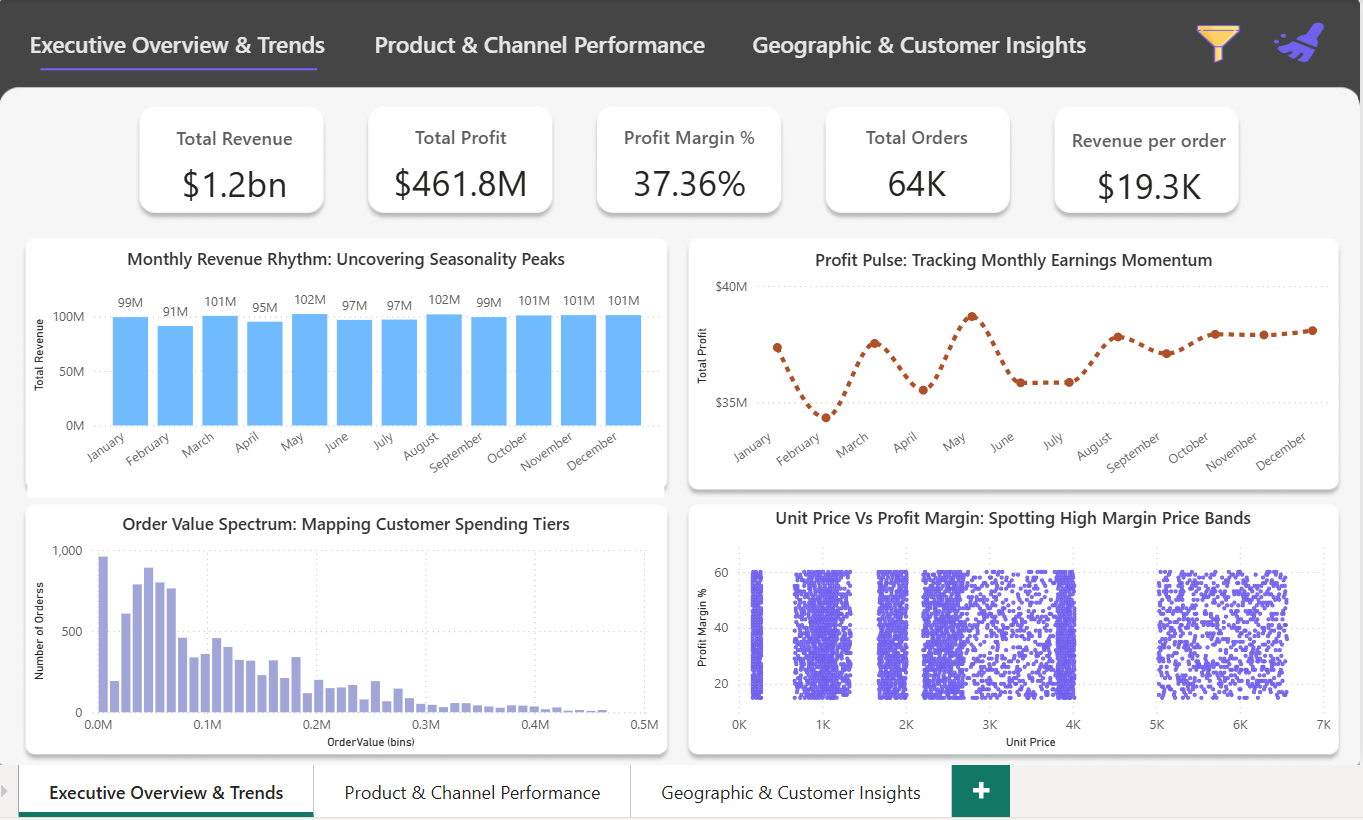 Executive Overview & Trends
Product & Channel Performance
Geographic & Customer Insights
Total Revenue
$1.2bn
Total Profit
$461.8M
Profit Margin %
37.36%
Total Orders
64K
Revenue per order
$19.3K
Monthly Revenue Rhythm: Uncovering Seasonality Peaks
Total Revenue
100M
50M
0M
99M
91M
101M
95M
102M
97M
97M
102M
99M
101M
101M
101M
January
February
March
April
May
June
July
August
September
October
November
December
Profit Pulse: Tracking Monthly Earnings Momentum
Total Profit
$40M
$35M
January
February
March
April
May
June
July
August
September
October
November
December
Order Value Spectrum: Mapping Customer Spending Tiers
Number of Orderss
1,000
500
0
0.0M
0.1M
0.2M
0.3M
0.4M
0.5M
OrderValue (bins)
Unit Price Vs Profit Margin: Spotting High Margin Price Bands
Profit Margin %
60
40
20
0K
1K
2K
3K
4K
5K
6K
7K
Unit Price
Executive Overview & Trends
Product & Channel Performance
Geographic & Customer Insights
+